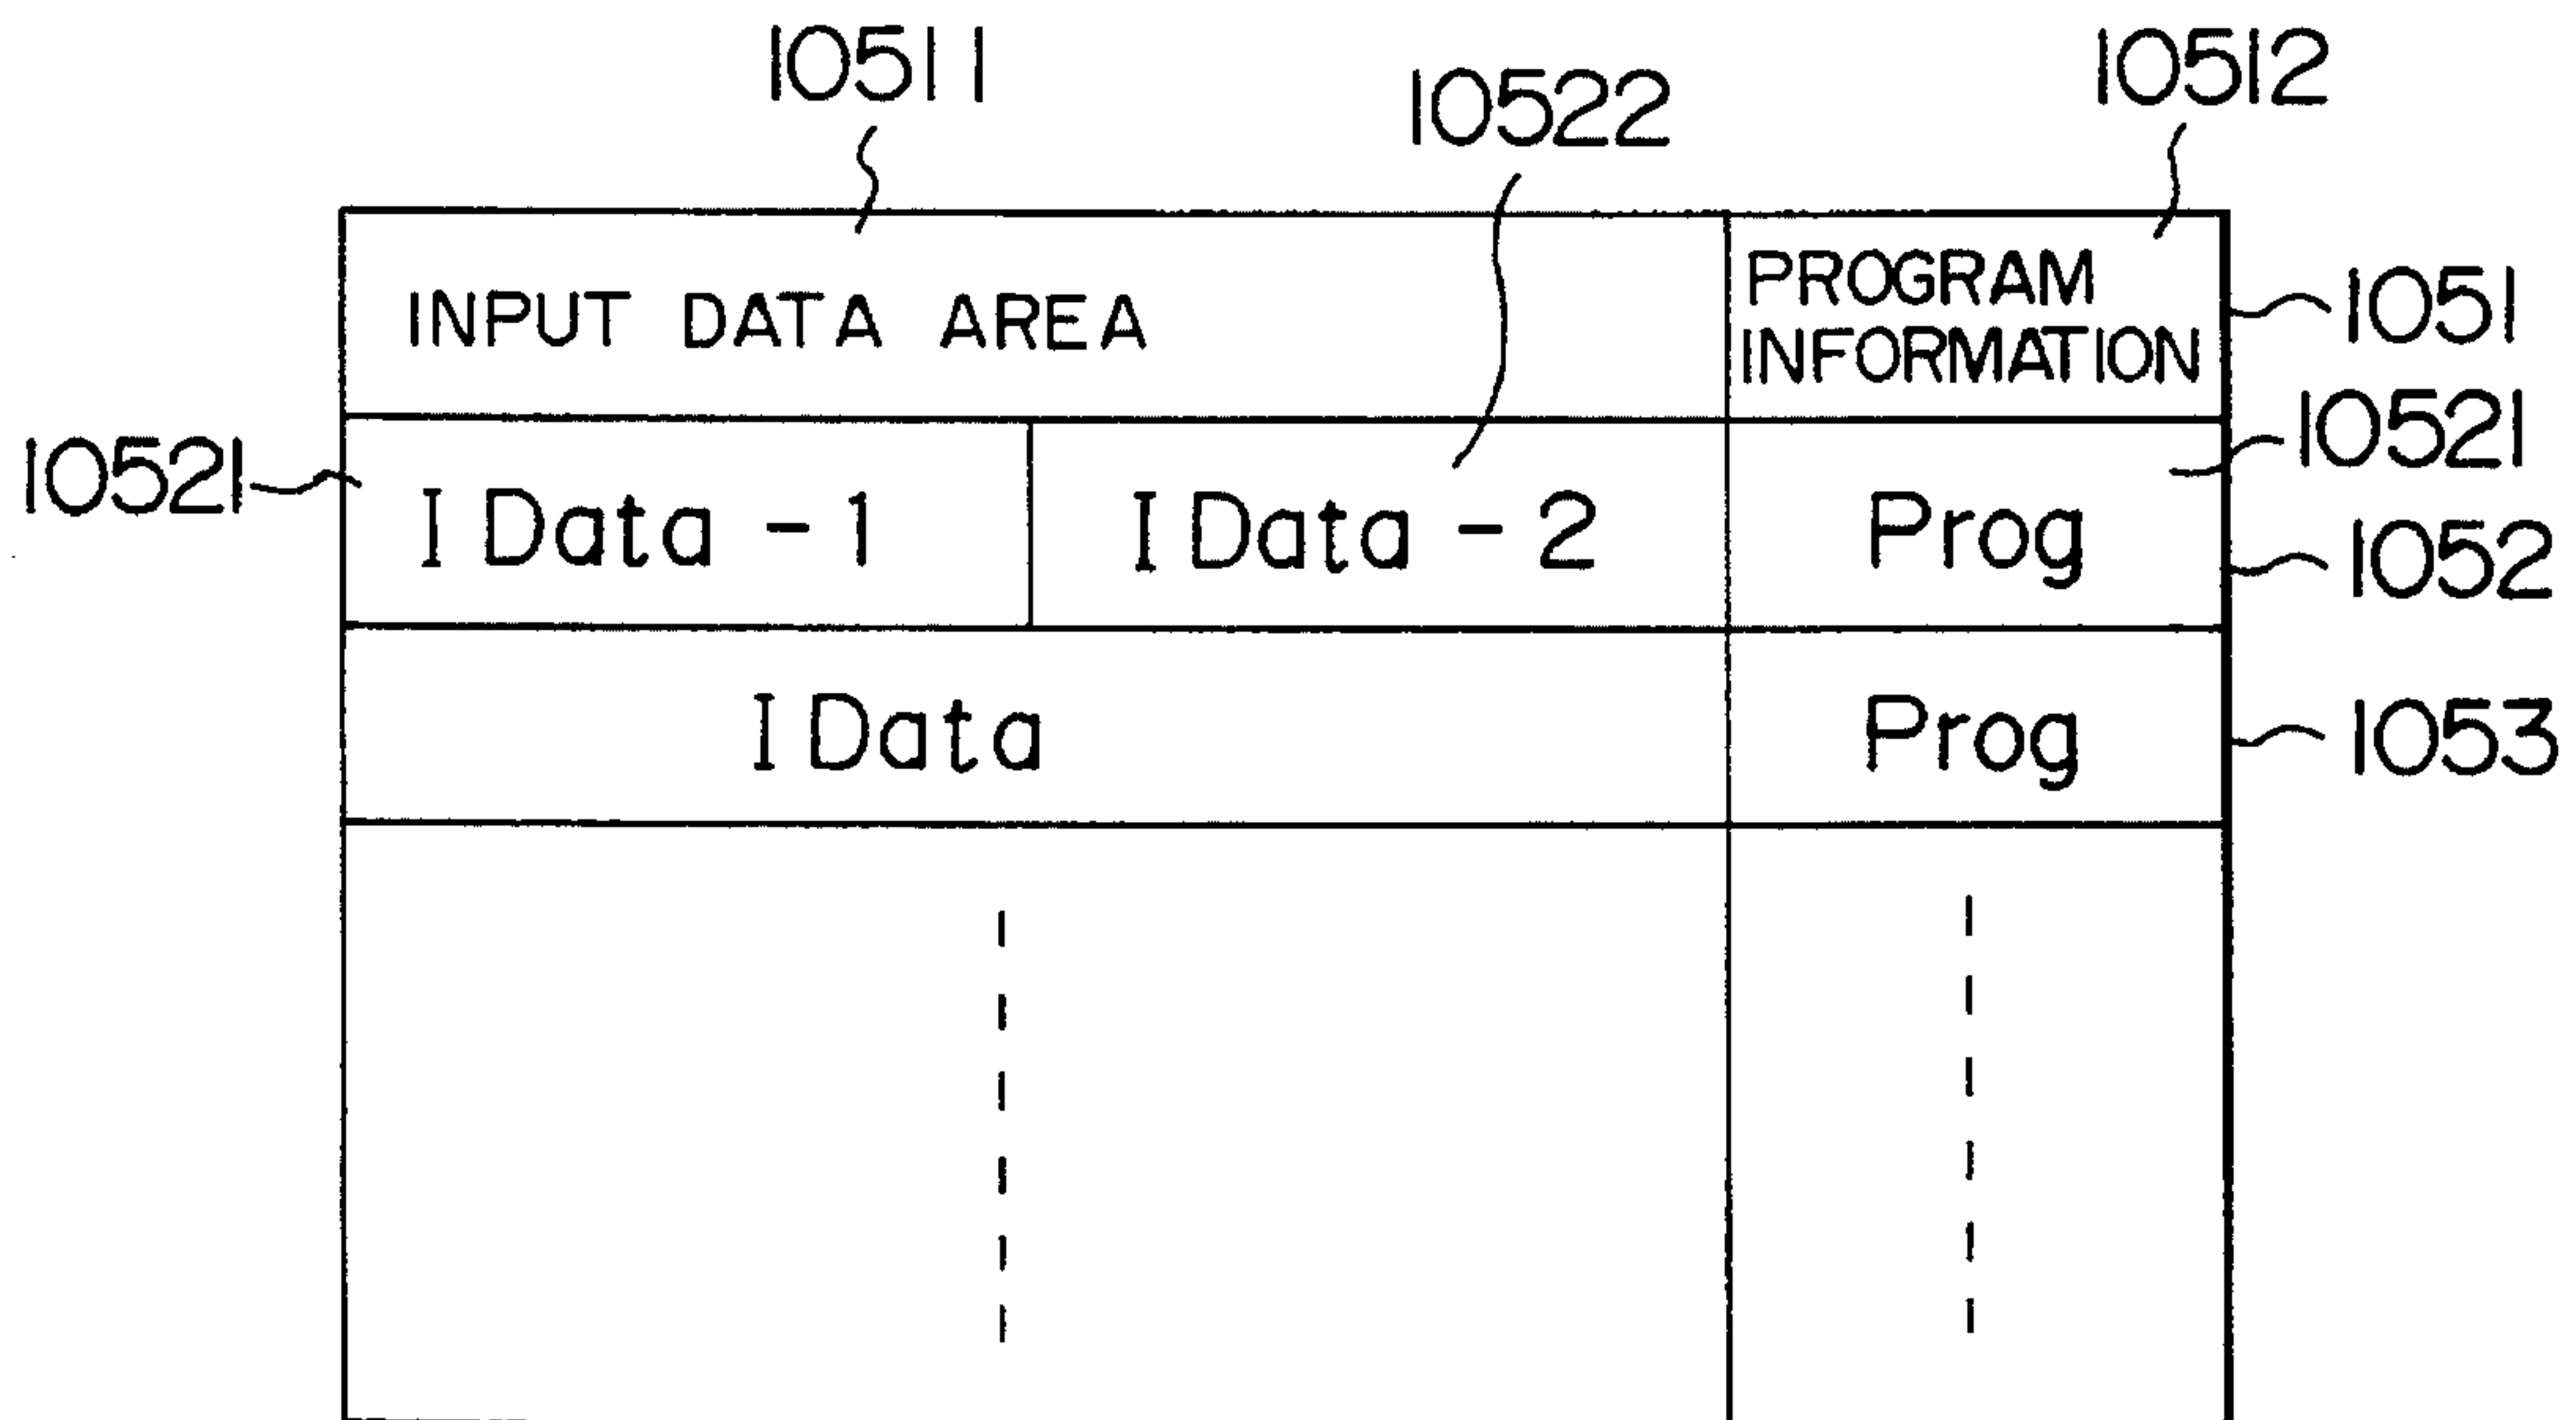 10511
10522
10512
INPUT DATA AREA
PROGRAM
INFORMATION
1051
10521
I Data - 1
I Data - 2
Prog
10521
1052
I Data
Prog
1053